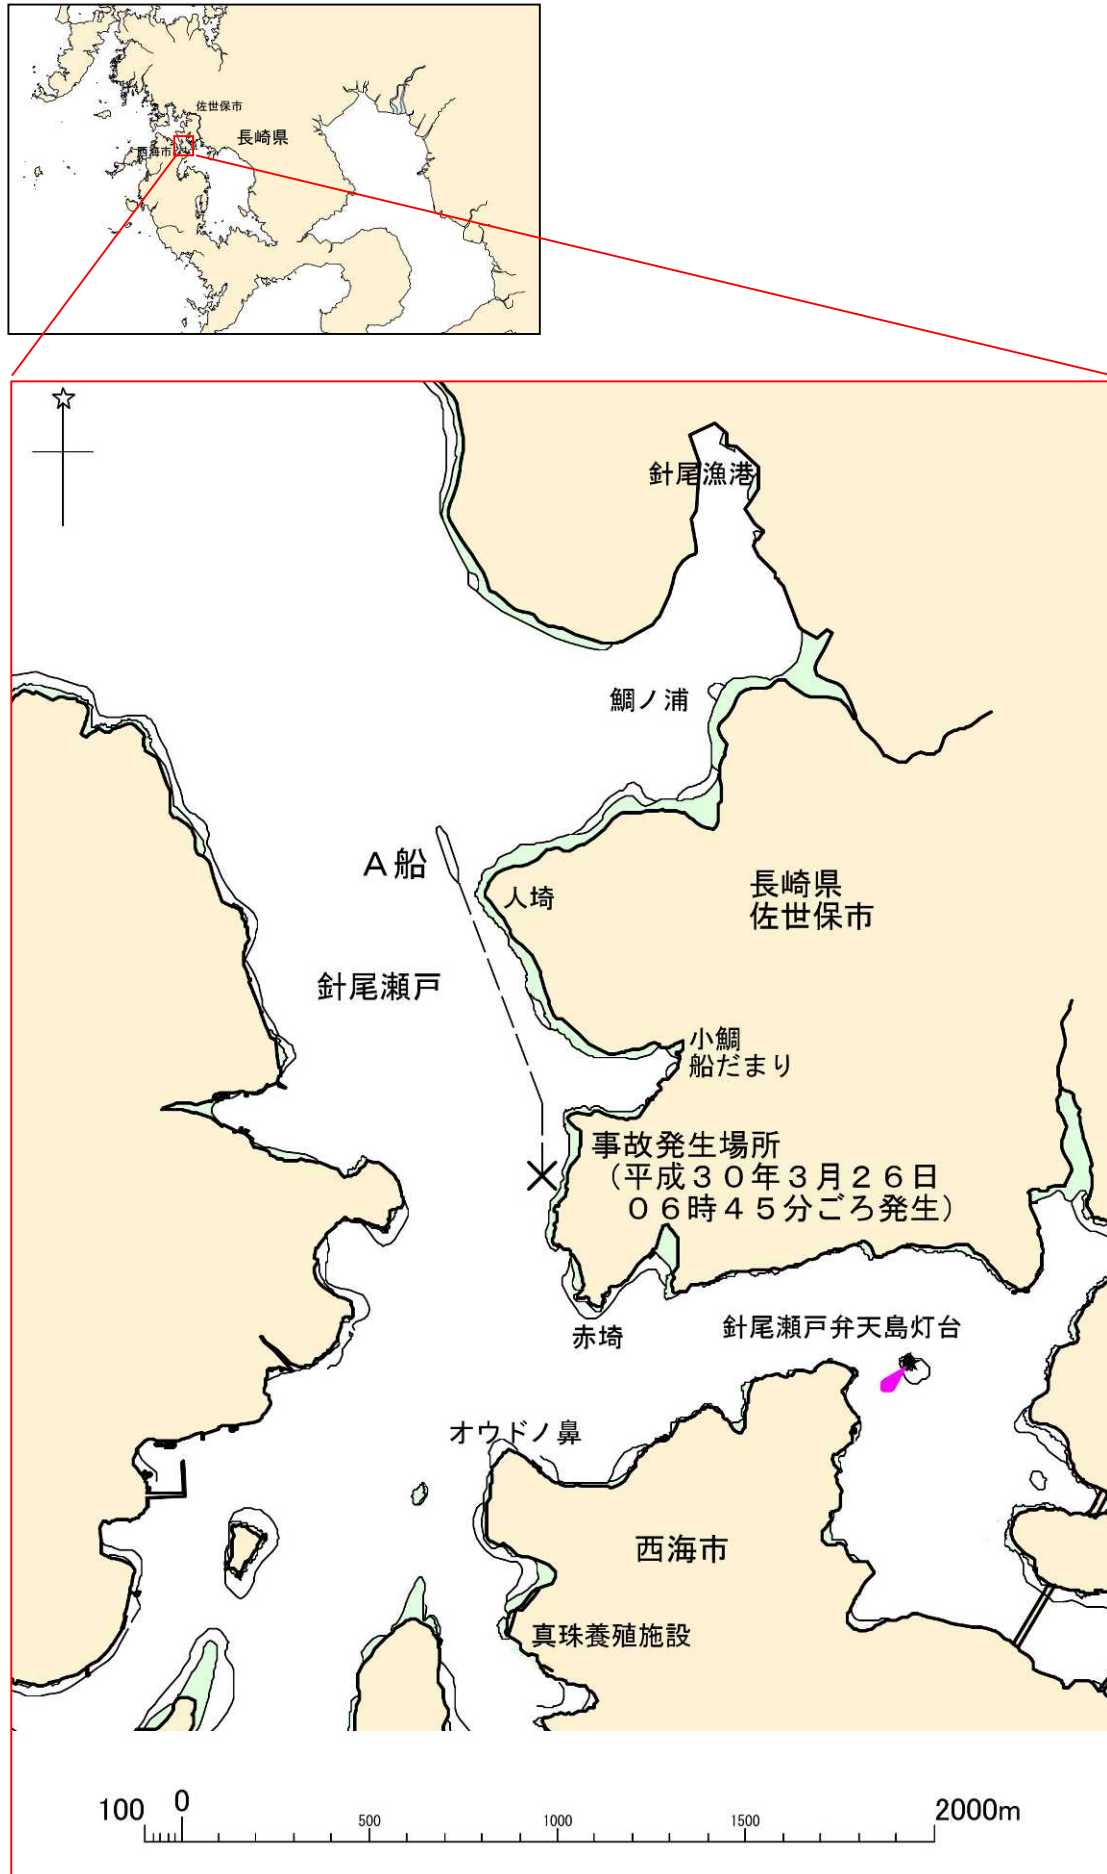 佐世保市
長崎県
西海市
針尾漁港
鯛ノ浦
A船
人埼
長崎県
佐世保市
針尾瀬戸
小鯛
船だまり
事故発生場所
（平成３０年３月２６日
０６時４５分ごろ発生）
赤埼
針尾瀬戸弁天島灯台
オウドノ鼻
西海市
真珠養殖施設
100 0 500 1000 1500 2000m